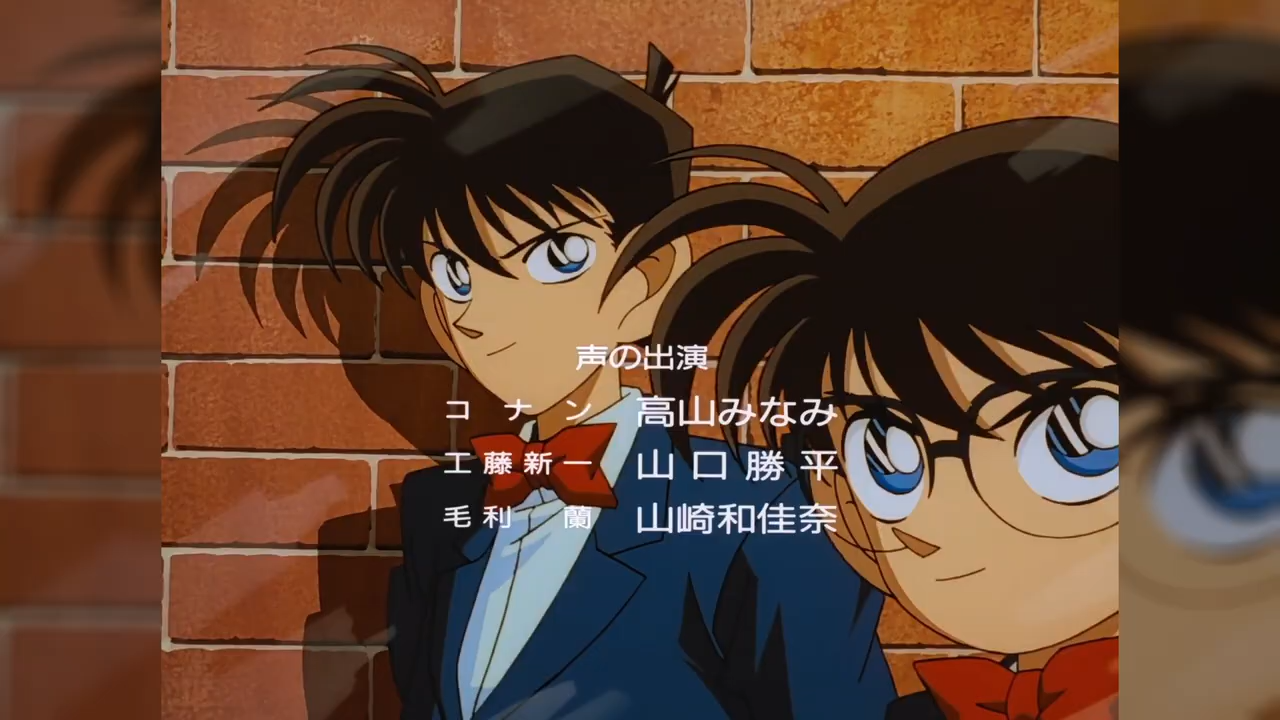 声の出演
コナン 高山みなみ
工藤新一 山口勝平
毛利 蘭 山崎和佳奈